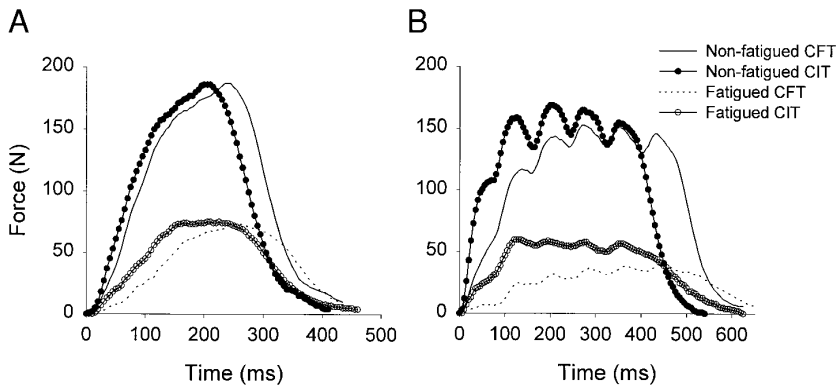 A
B
Non-fatigued CFT
Non-fatigued CIT
Fatigued CFT
Fatigued CIT
Force (N)
200
150
100
50
0
0 100 200 300 400 500
Time (ms)
200
150
100
50
0
0 100 200 300 400 500 600
Time (ms)